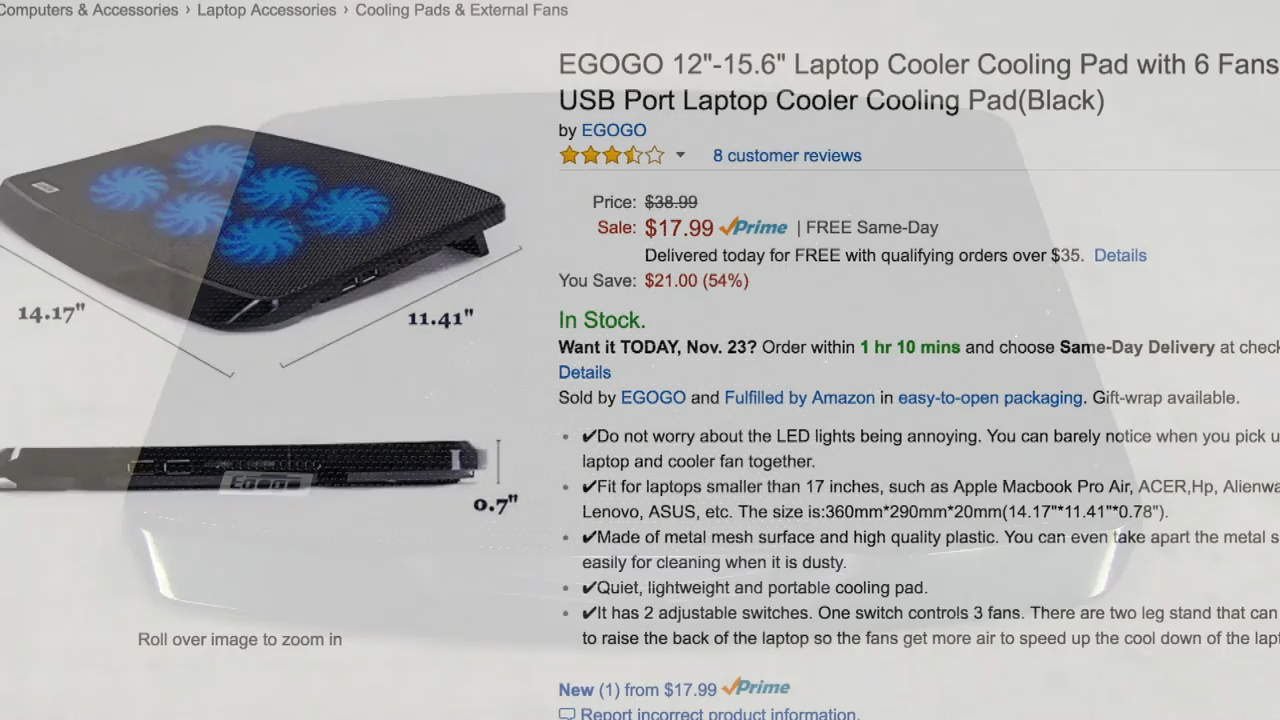 Computers & Accessories › Laptop Accessories › Cooling Pads & External Fans
EGOGO 12"-15.6" Laptop Cooler Cooling Pad with 6 Fans
USB Port Laptop Cooler Cooling Pad(Black)
by EGOGO
8 customer reviews
Price: $38.99
Sale: $17.99 ✓Prime | FREE Same-Day
Delivered today for FREE with qualifying orders over $35. Details
You Save: $21.00 (54%)
14.17"
11.41"
In Stock.
Want it TODAY, Nov. 23? Order within 1 hr 10 mins and choose Same-Day Delivery at check
Details
Sold by EGOGO and Fulfilled by Amazon in easy-to-open packaging. Gift-wrap available.
• ✔Do not worry about the LED lights being annoying. You can barely notice when you pick u
laptop and cooler fan together.
• ✔Fit for laptops smaller than 17 inches, such as Apple Macbook Pro Air, ACER,Hp, Alienwa
Lenovo, ASUS, etc. The size is:360mm*290mm*20mm(14.17"*11.41"*0.78").
Egogo
0.7"
• ✔Made of metal mesh surface and high quality plastic. You can even take apart the metal s
easily for cleaning when it is dusty.
• ✔Quiet, lightweight and portable cooling pad.
• ✔It has 2 adjustable switches. One switch controls 3 fans. There are two leg stand that can
to raise the back of the laptop so the fans get more air to speed up the cool down of the lapt
Roll over image to zoom in
New (1) from $17.99 ✓Prime
Report incorrect product information.